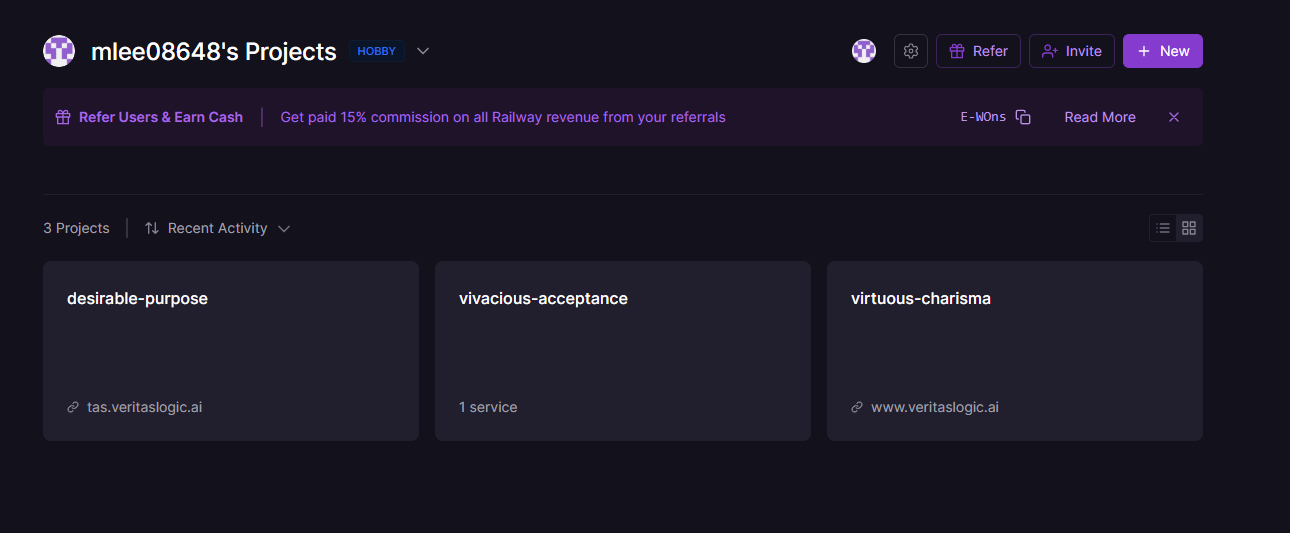 mlee08648's Projects HOBBY Refer Invite New
Refer Users & Earn Cash Get paid 15% commission on all Railway revenue from your referrals E-WOns Read More
3 Projects Recent Activity
desirable-purpose vivacious-acceptance virtuous-charisma
tas.veritaslogic.ai 1 service www.veritaslogic.ai